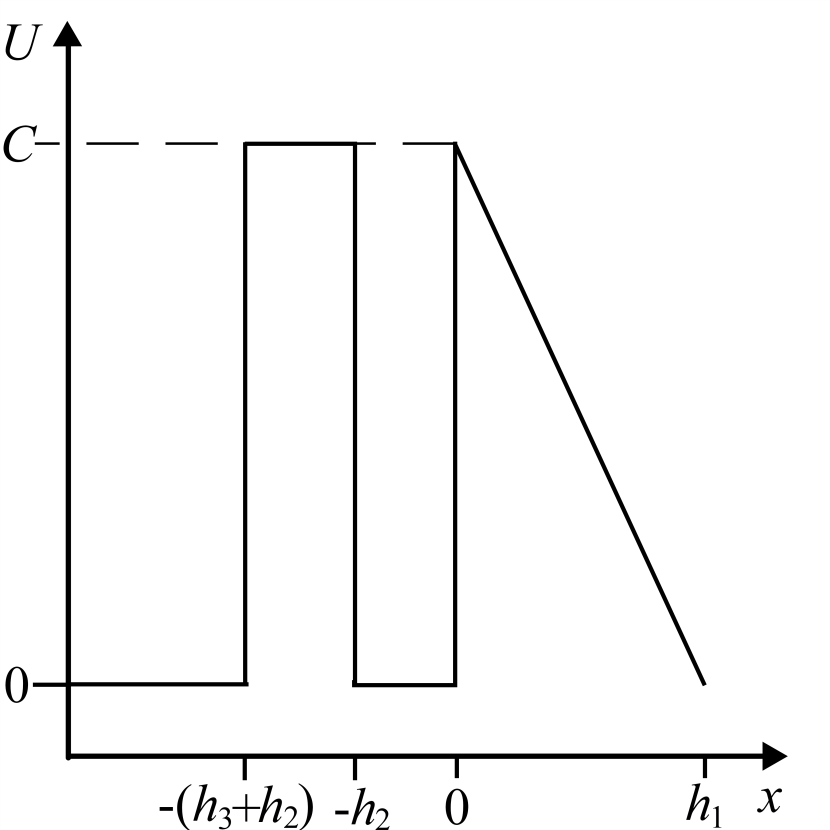 U
C
0
-(h₃+h₂) -h₂ 0 h₁ x